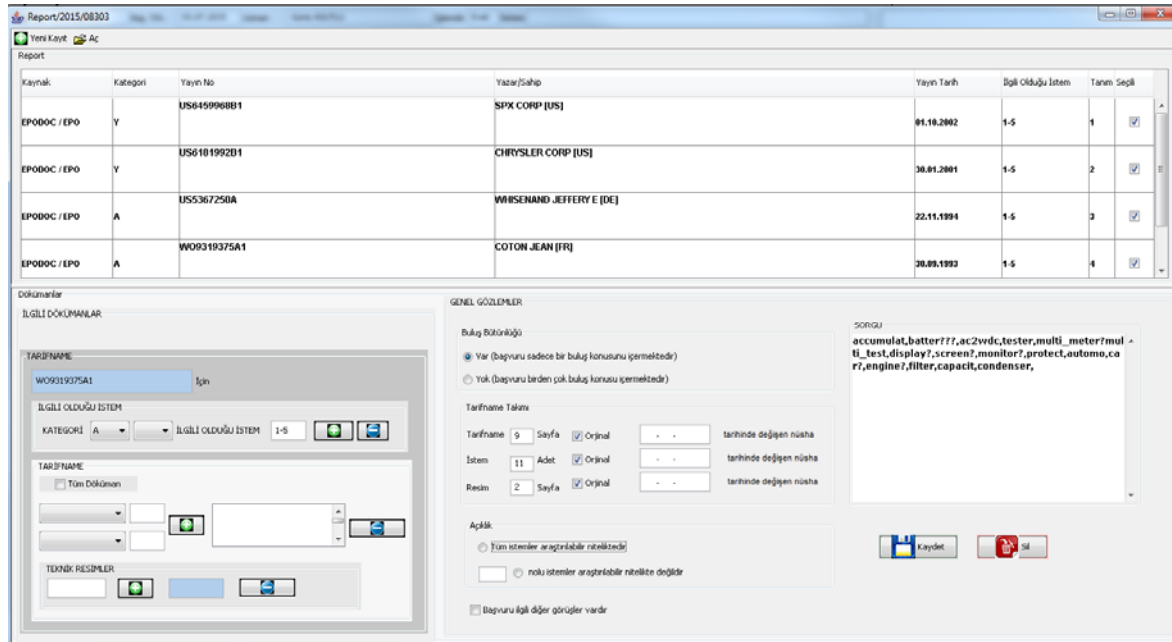 Report/2015/08303
Yeni Kayıt Aç
Report
Kaynak Kategori Yayın No Yazar/Sahip Yayın Tarih İlgili Olduğu İstem Tanım Seçili
EPODOC / EPO Y US6459968B1 SPX CORP [US] 01.10.2002 1-5 1
EPODOC / EPO Y US6181992B1 CHRYSLER CORP [US] 30.01.2001 1-5 2
EPODOC / EPO A US5367250A WHISENAND JEFFERY E [DE] 22.11.1994 1-5 3
EPODOC / EPO A WO9319375A1 COTON JEAN [FR] 30.09.1993 1-5 4
Dökümanlar
İLGİLİ DÖKÜMANLAR
TARİFNAME
WO9319375A1 İçin
İLGİLİ OLDUĞU İSTEM
KATEGORİ A İLGİLİ OLDUĞU İSTEM 1-5
TARİFNAME
Tüm Döküman
TEKNİK RESİMLER
GENEL GÖZLEMLER
Buluş Bütünlüğü
Var (başvuru sadece bir buluş konusunu içermektedir)
Yok (başvuru birden çok buluş konusu içermektedir)
Tarifname Takımı
Tarifname 9 Sayfa Orjinal - - tarihinde değişen nüsha
İstem 11 Adet Orjinal - - tarihinde değişen nüsha
Resim 2 Sayfa Orjinal - - tarihinde değişen nüsha
Açıklık
Tüm istemler araştırılabilir niteliktedir
nolu istemler araştırılabilir nitelikte değildir
Başvuru ilgili diğer görüşler vardır
SORGU
accumulat,batter???,ac2wdc,tester,multi_meter?mul
ti_test,display?,screen?,monitor?,protect,automo,ca
r?,engine?,filter,capacit,condenser,
Kaydet Sil